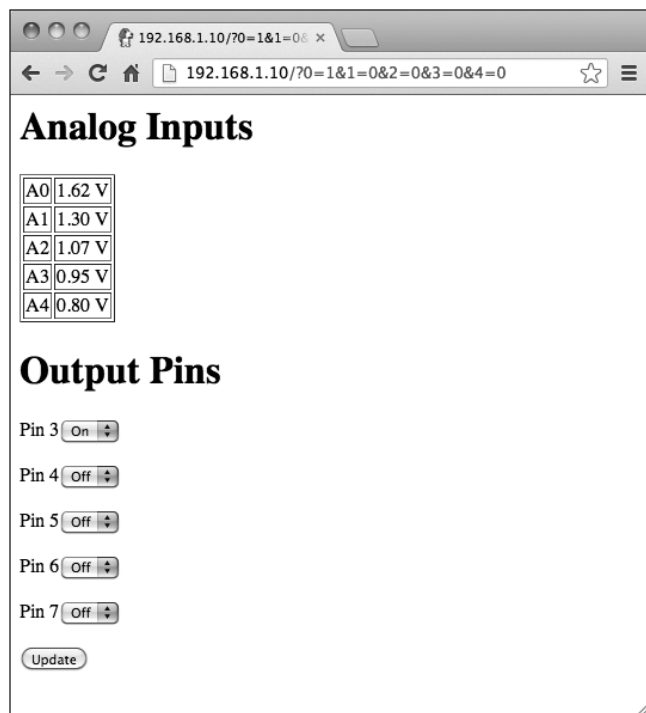 192.168.1.10/?0=1&1=0&
192.168.1.10/?0=1&1=0&2=0&3=0&4=0
Analog Inputs
A0 1.62 V
A1 1.30 V
A2 1.07 V
A3 0.95 V
A4 0.80 V
Output Pins
Pin 3 On
Pin 4 Off
Pin 5 Off
Pin 6 Off
Pin 7 Off
Update